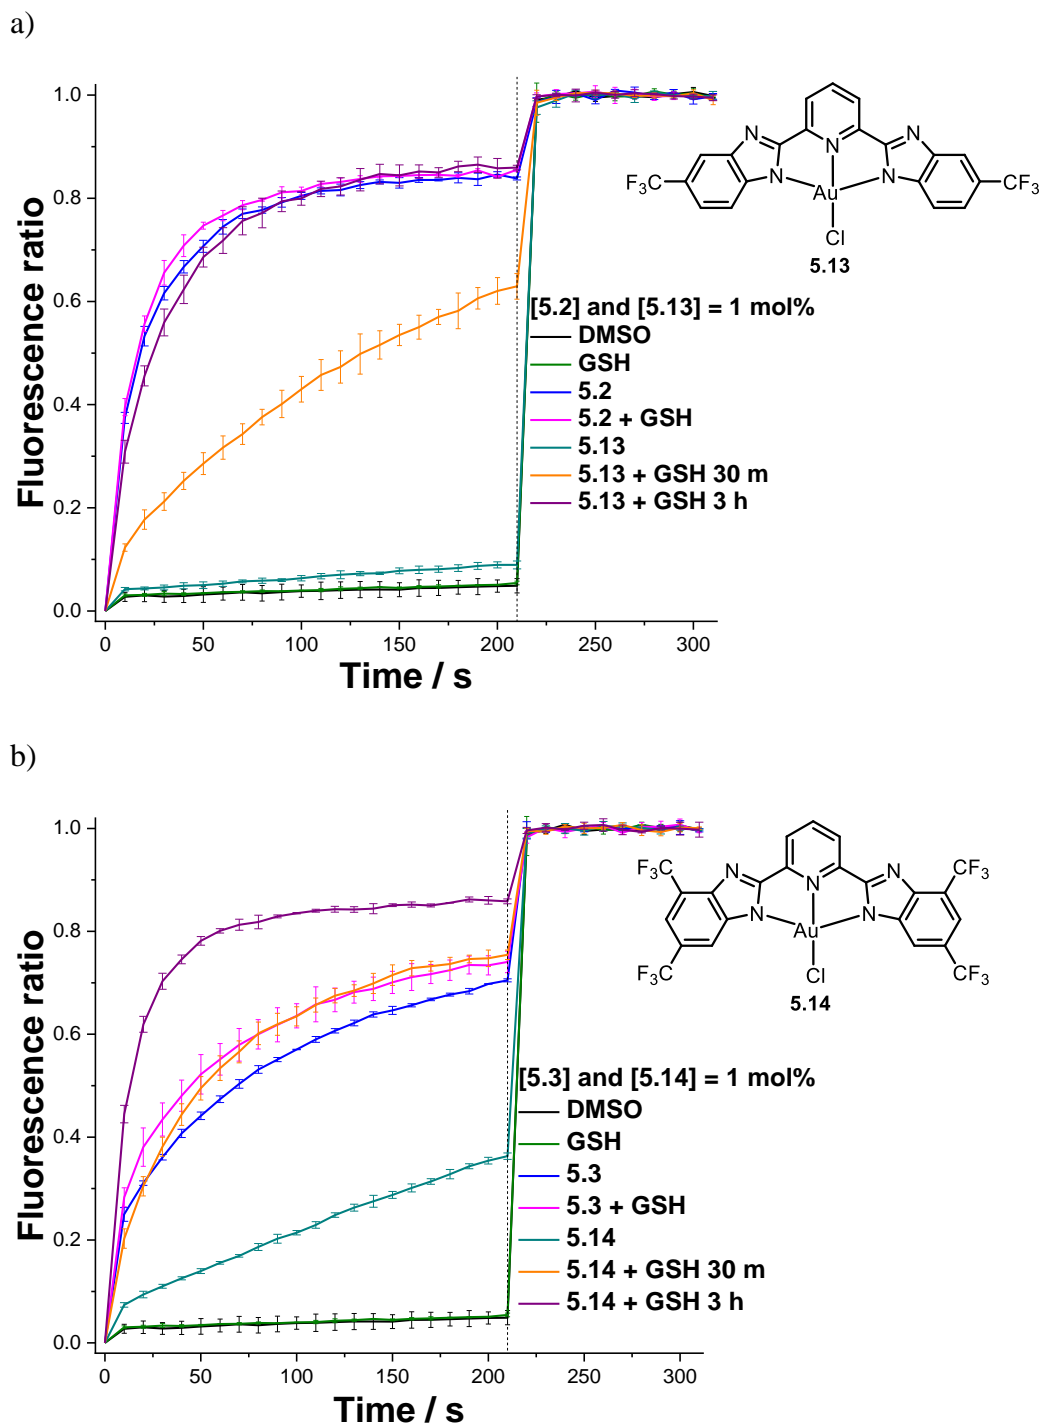 a)
1.0
0.8
0.6
0.4
0.2
0.0
Fluorescence ratio
0
50
100
150
200
250
300
Time / s
N
N
N
N
N
F₃C
CF₃
Au
Cl
5.13
[5.2] and [5.13] = 1 mol%
DMSO
GSH
5.2
5.2 + GSH
5.13
5.13 + GSH 30 m
5.13 + GSH 3 h
b)
1.0
0.8
0.6
0.4
0.2
0.0
Fluorescence ratio
0
50
100
150
200
250
300
Time / s
CF₃
N
N
CF₃
N
N
N
Au
CF₃
Cl
CF₃
5.14
[5.3] and [5.14] = 1 mol%
DMSO
GSH
5.3
5.3 + GSH
5.14
5.14 + GSH 30 m
5.14 + GSH 3 h